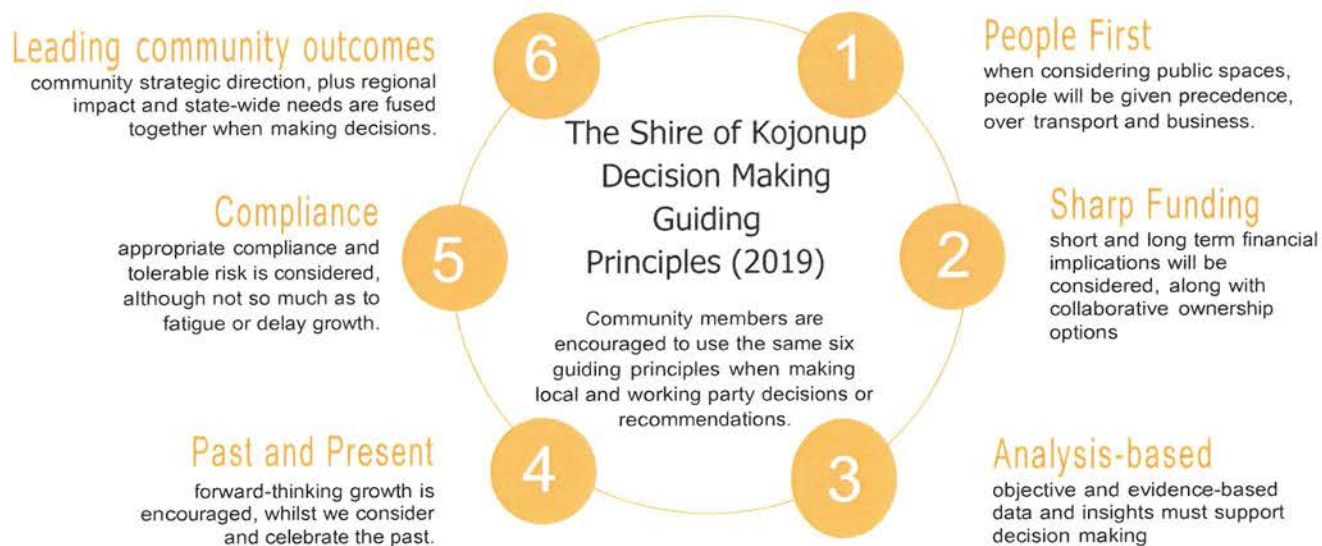 The Shire of Kojonup
Decision Making
Guiding
Principles (2019)
Community members are
encouraged to use the same six
guiding principles when making
local and working party decisions or
recommendations.
1
People First
when considering public spaces,
people will be given precedence,
over transport and business.
2
Sharp Funding
short and long term financial
implications will be
considered, along with
collaborative ownership
options
3
Analysis-based
objective and evidence-based
data and insights must support
decision making
4
Past and Present
forward-thinking growth is
encouraged, whilst we consider
and celebrate the past.
5
Compliance
appropriate compliance and
tolerable risk is considered,
although not so much as to
fatigue or delay growth.
6
Leading community outcomes
community strategic direction, plus regional
impact and state-wide needs are fused
together when making decisions.